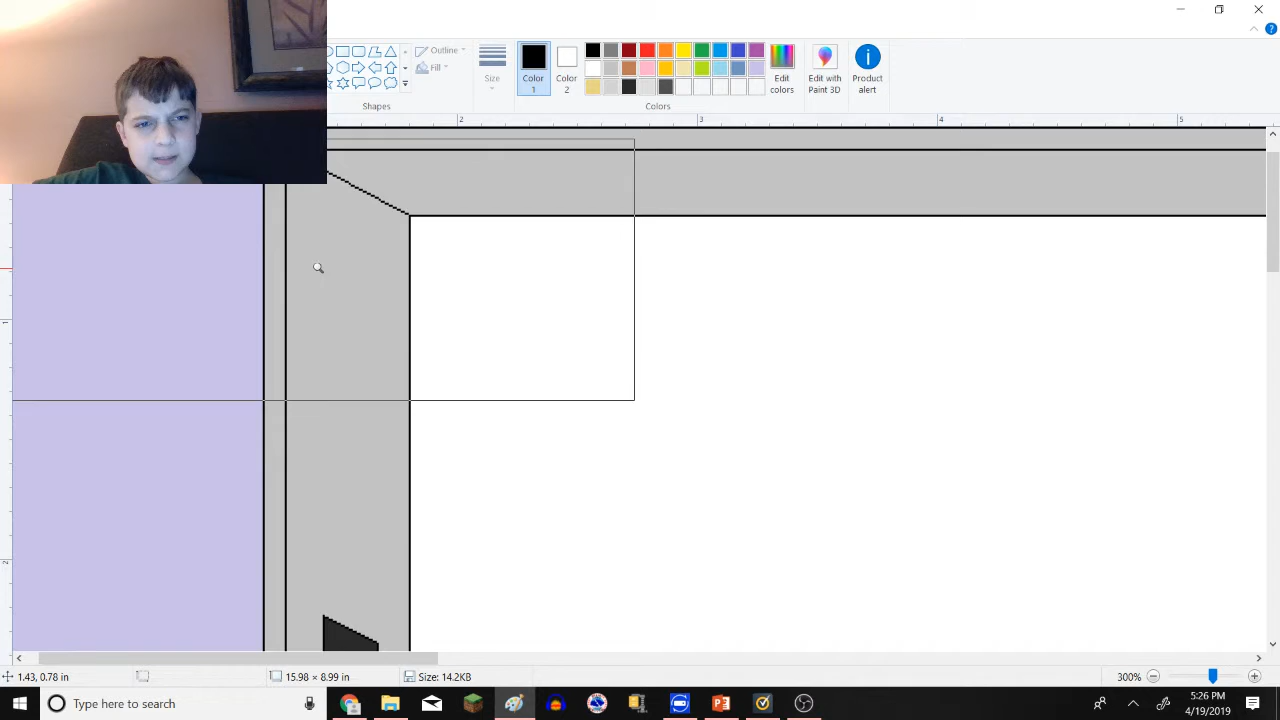 Outline
Fill
Size
Color 1
Color 2
Edit colors
Edit with Paint 3D
Product alert
Shapes
Colors
2
3
4
5
1
2
1.43, 0.78 in
15.98 × 8.99 in
Size: 14.2KB
300%
Type here to search
5:26 PM
4/19/2019